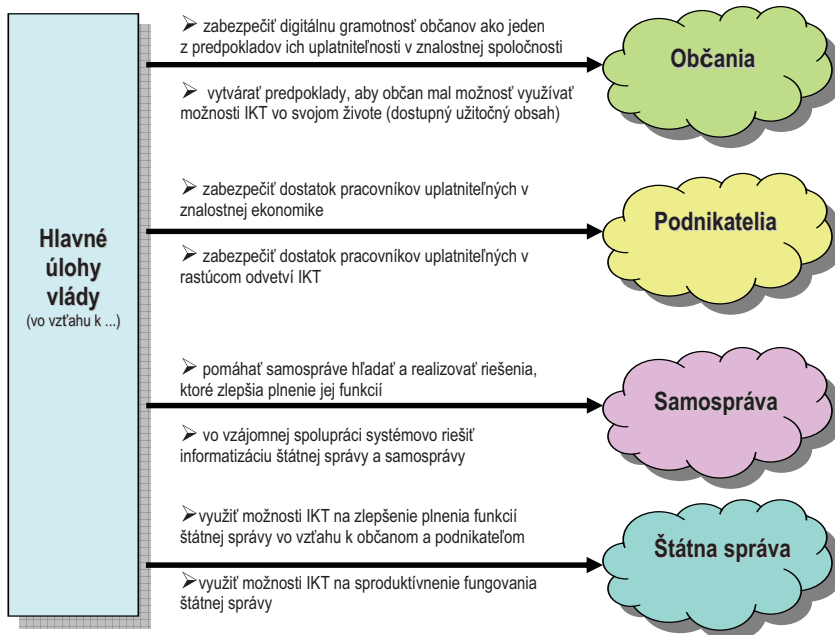 Hlavné
úlohy
vlády
(vo vzťahu k ...)
➢ zabezpečiť digitálnu gramotnosť občanov ako jeden
z predpokladov ich uplatniteľnosti v znalostnej spoločnosti
➢ vytvárať predpoklady, aby občan mal možnosť využívať
možnosti IKT vo svojom živote (dostupný užitočný obsah)
Občania
➢ zabezpečiť dostatok pracovníkov uplatniteľných v
znalostnej ekonomike
➢ zabezpečiť dostatok pracovníkov uplatniteľných v
rastúcom odvetví IKT
Podnikatelia
➢ pomáhať samospráve hľadať a realizovať riešenia,
ktoré zlepšia plnenie jej funkcií
➢ vo vzájomnej spolupráci systémovo riešiť
informatizáciu štátnej správy a samosprávy
Samospráva
➢využiť možnosti IKT na zlepšenie plnenia funkcií
štátnej správy vo vzťahu k občanom a podnikateľom
➢využiť možnosti IKT na sproduktívnenie fungovania
štátnej správy
Štátna správa